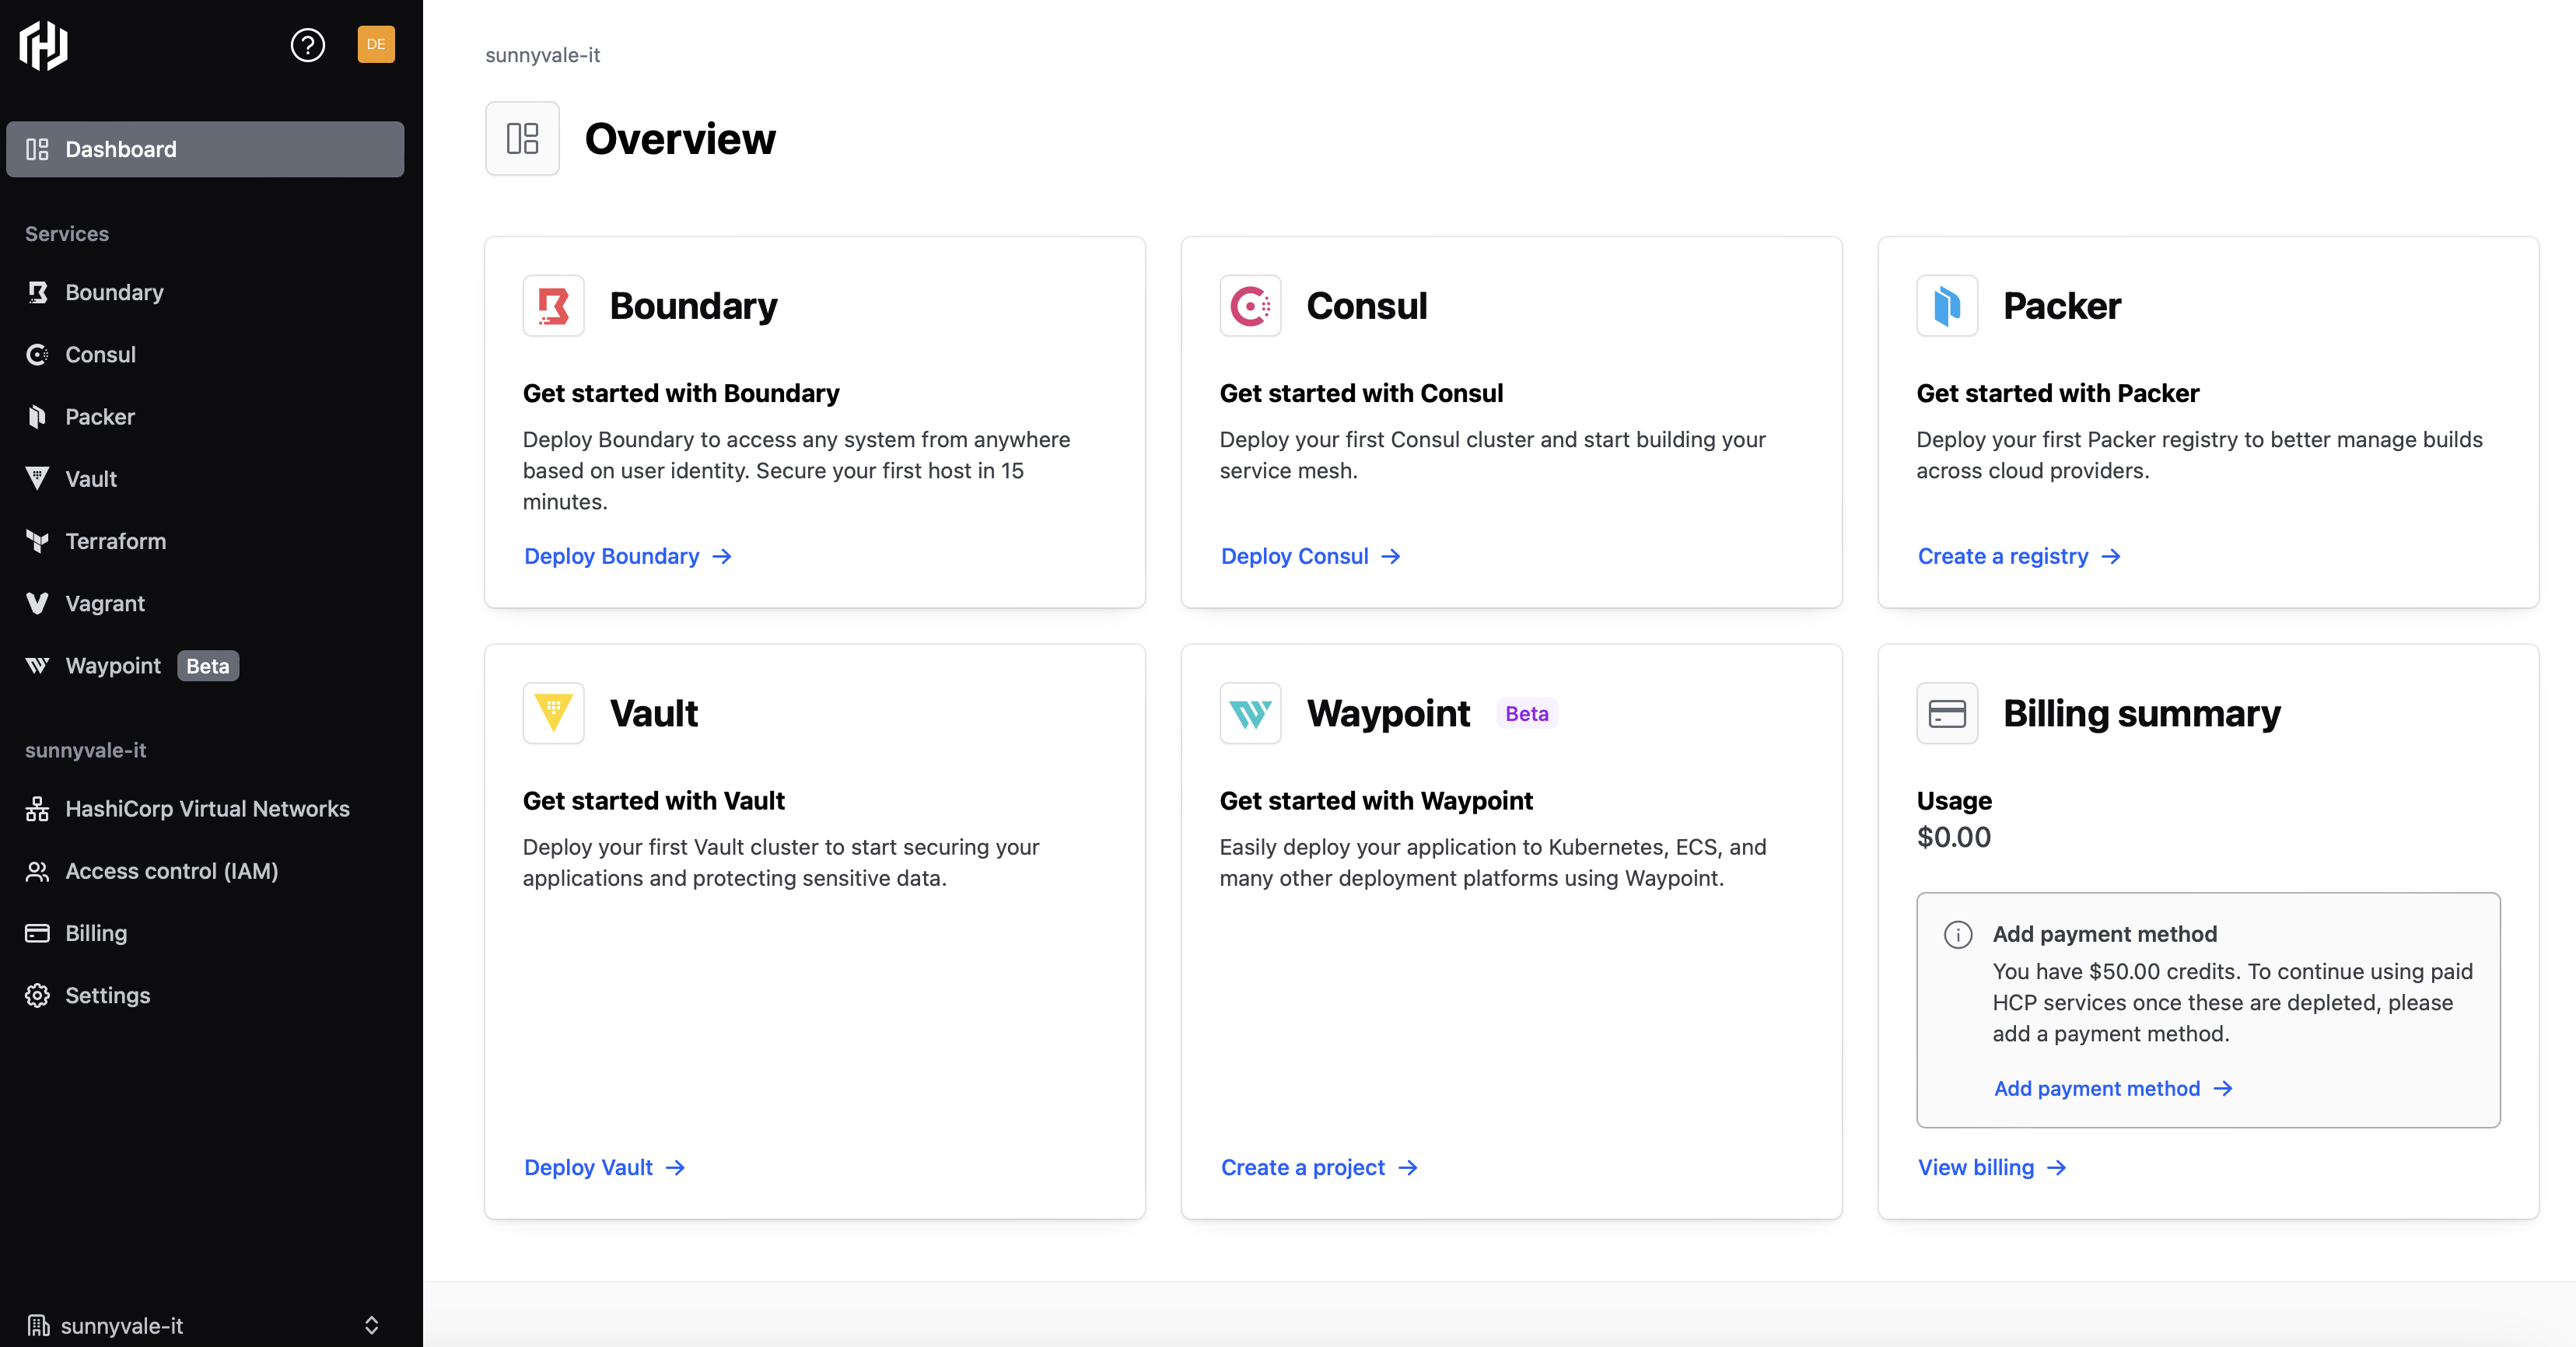 DE
Dashboard
Services
Boundary
Consul
Packer
Vault
Terraform
Vagrant
Waypoint Beta
sunnyvale-it
HashiCorp Virtual Networks
Access control (IAM)
Billing
Settings
sunnyvale-it
sunnyvale-it
Overview
Boundary
Get started with Boundary
Deploy Boundary to access any system from anywhere
based on user identity. Secure your first host in 15
minutes.
Deploy Boundary
Consul
Get started with Consul
Deploy your first Consul cluster and start building your
service mesh.
Deploy Consul
Packer
Get started with Packer
Deploy your first Packer registry to better manage builds
across cloud providers.
Create a registry
Vault
Get started with Vault
Deploy your first Vault cluster to start securing your
applications and protecting sensitive data.
Deploy Vault
Waypoint Beta
Get started with Waypoint
Easily deploy your application to Kubernetes, ECS, and
many other deployment platforms using Waypoint.
Create a project
Billing summary
Usage
$0.00
Add payment method
You have $50.00 credits. To continue using paid
HCP services once these are depleted, please
add a payment method.
Add payment method
View billing